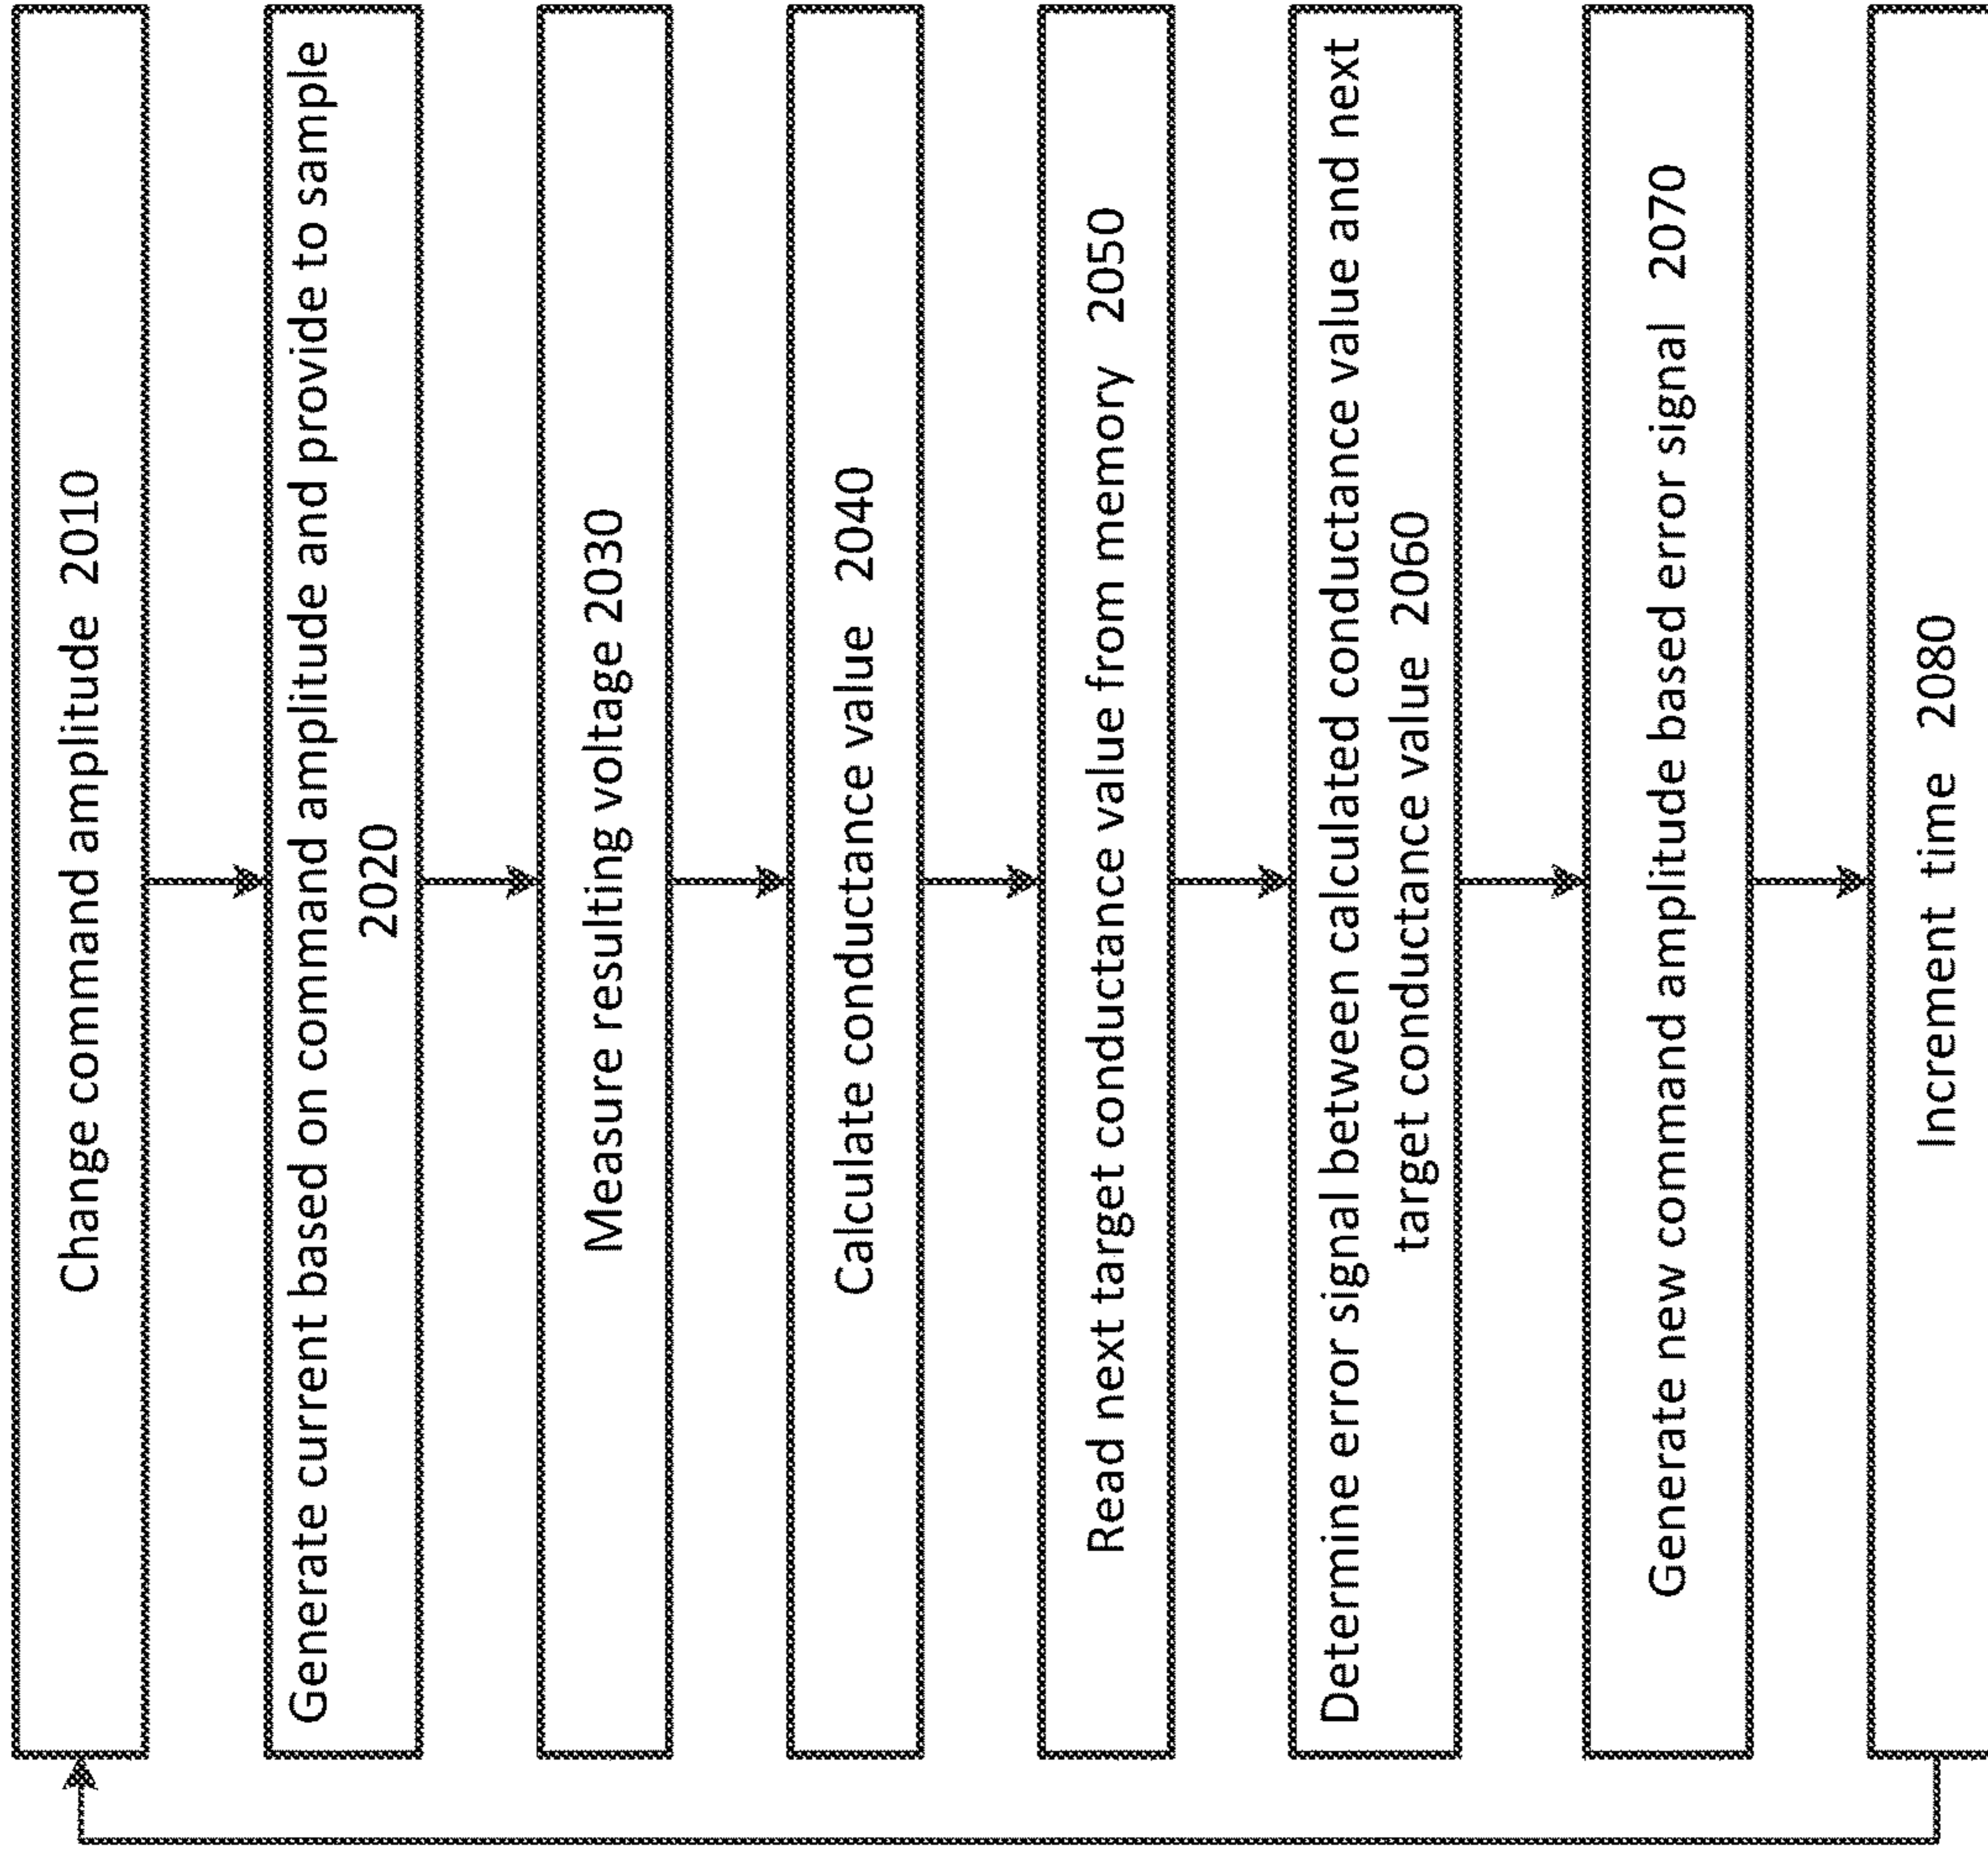 Change command amplitude 2010
Generate current based on command amplitude and provide to sample
2020
Measure resulting voltage 2030
Calculate conductance value 2040
Read next target conductance value from memory 2050
Determine error signal between calculated conductance value and next
target conductance value 2060
Generate new command amplitude based error signal 2070
Increment time 2080